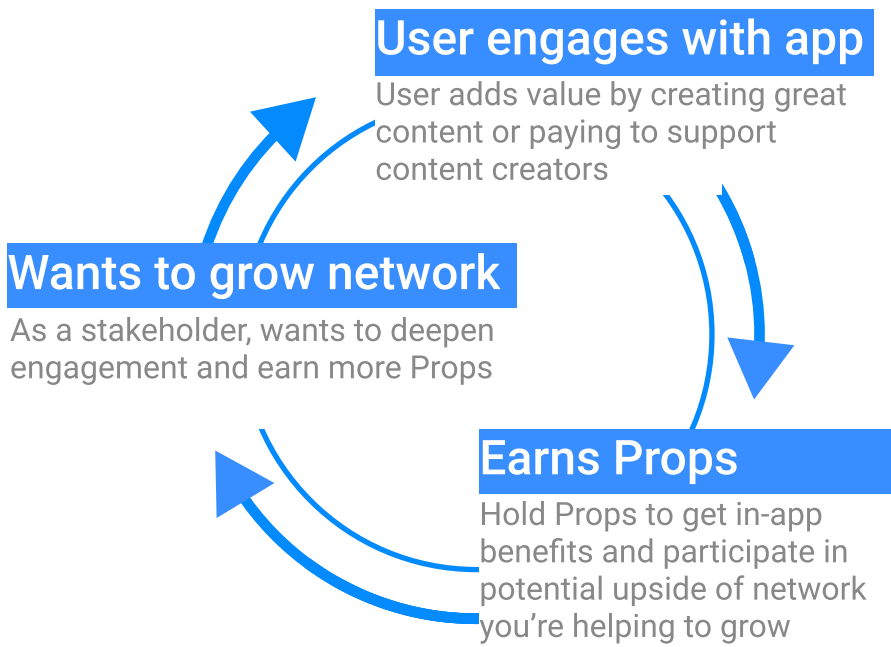 User engages with app
User adds value by creating great
content or paying to support
content creators
Wants to grow network
As a stakeholder, wants to deepen
engagement and earn more Props
Earns Props
Hold Props to get in-app
benefits and participate in
potential upside of network
you’re helping to grow